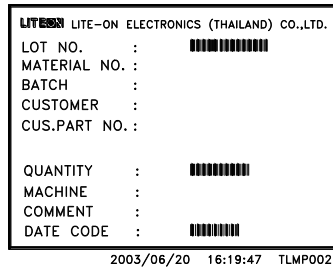 LITEON LITE-ON ELECTRONICS (THAILAND) CO.,LTD.
LOT NO. :
MATERIAL NO. :
BATCH :
CUSTOMER :
CUS.PART NO. :
QUANTITY :
MACHINE :
COMMENT :
DATE CODE :
2003/06/20 16:19:47 TLMP002